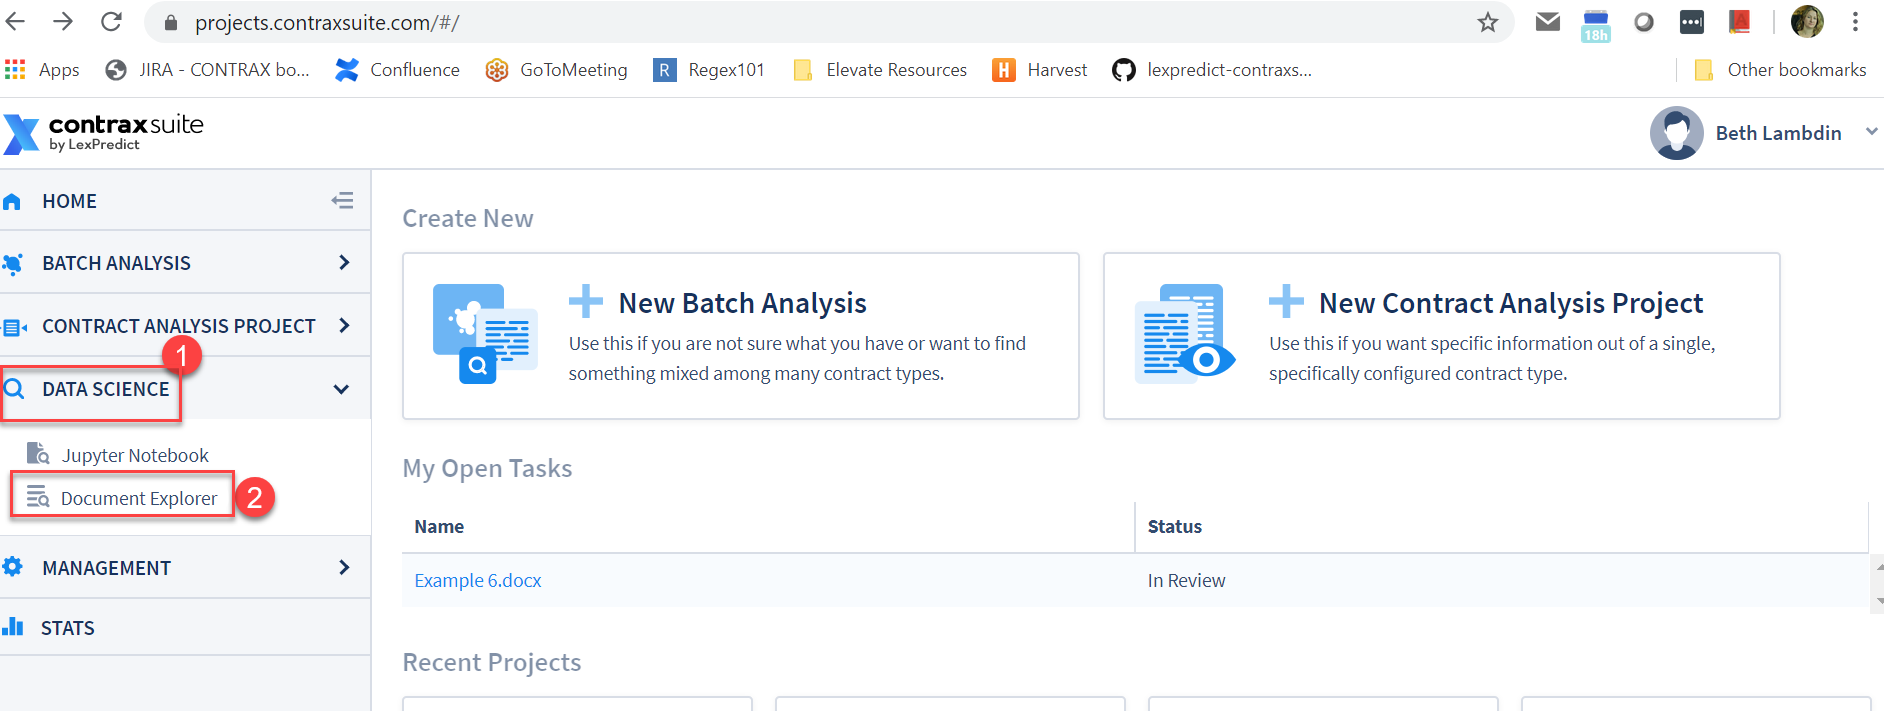 projects.contraxsuite.com/#/
18h
Apps JIRA - CONTRAX bo... Confluence GoToMeeting R Regex101 Elevate Resources H Harvest lexpredict-contraxs... Other bookmarks
contraxsuite
by LexPredict
Beth Lambdin
HOME
BATCH ANALYSIS
CONTRACT ANALYSIS PROJECT
1
DATA SCIENCE
Jupyter Notebook
Document Explorer 2
MANAGEMENT
STATS
Create New
New Batch Analysis
Use this if you are not sure what you have or want to find
something mixed among many contract types.
New Contract Analysis Project
Use this if you want specific information out of a single,
specifically configured contract type.
My Open Tasks
Name Status
Example 6.docx In Review
Recent Projects